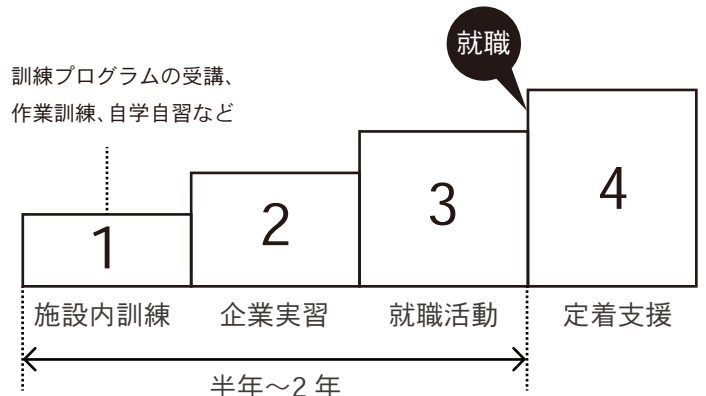 就職
訓練プログラムの受講、
作業訓練、自学自習など
1
2
3
4
施設内訓練
企業実習
就職活動
定着支援
半年～2 年